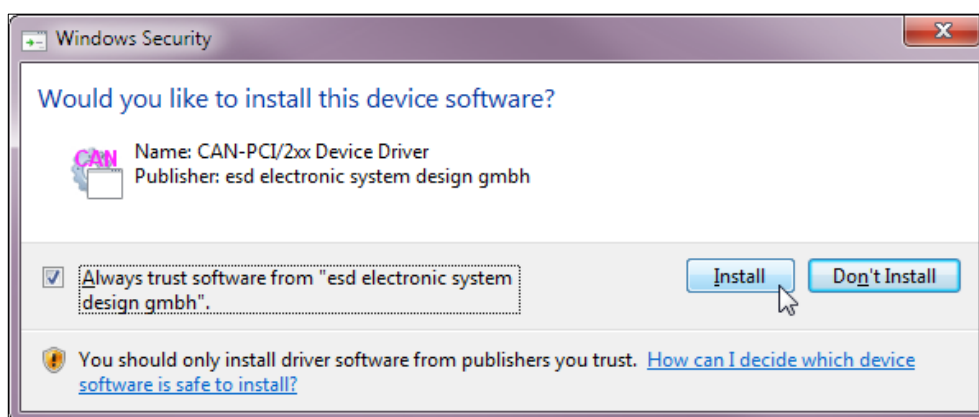 Windows Security
Would you like to install this device software?
CAN
Name: CAN-PCI/2xx Device Driver
Publisher: esd electronic system design gmbh
Always trust software from "esd electronic system
design gmbh".
Install
Don't Install
You should only install driver software from publishers you trust. How can I decide which device
software is safe to install?